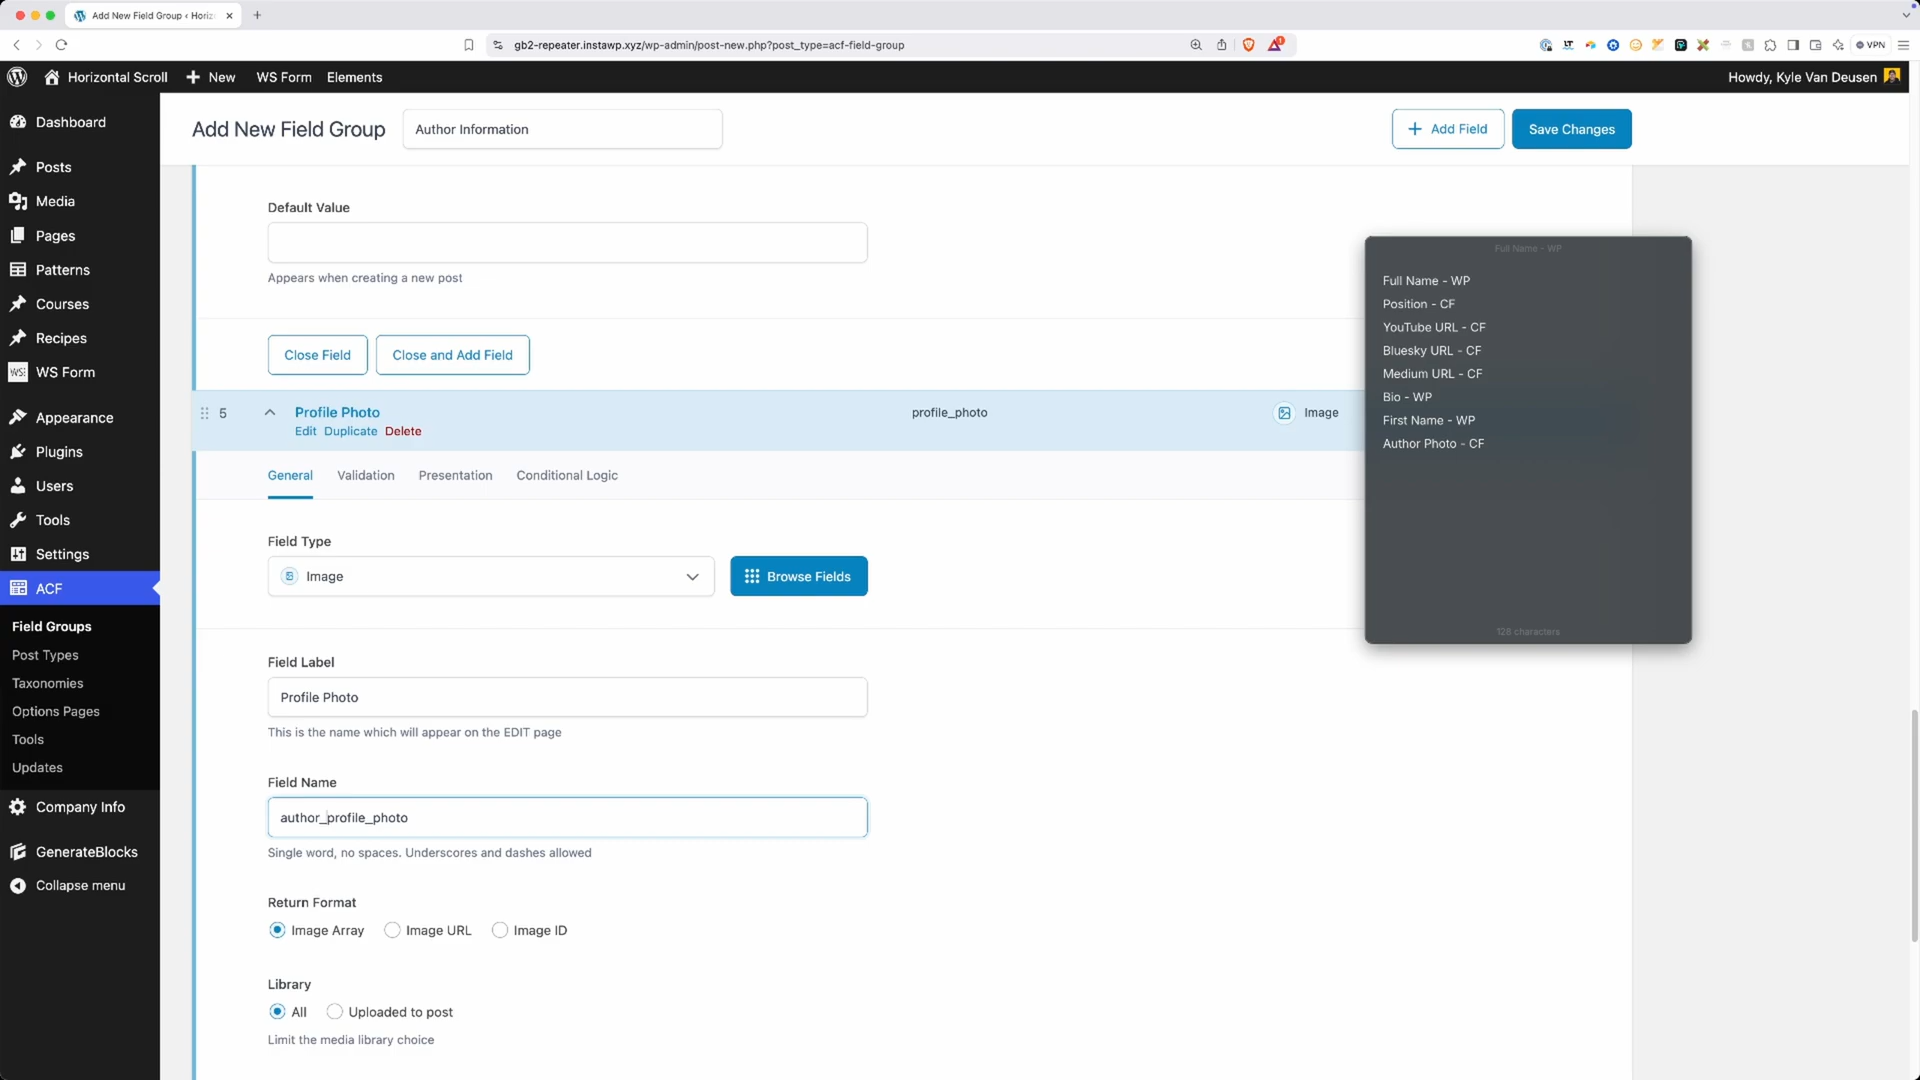 Add New Field Group ‹ Horiz
gb2-repeater.instawp.xyz/wp-admin/post-new.php?post_type=acf-field-group
VPN
Horizontal Scroll
New
WS Form
Elements
Howdy, Kyle Van Deusen
Dashboard
Posts
Media
Pages
Patterns
Courses
Recipes
WS Form
Appearance
Plugins
Users
Tools
Settings
ACF
Field Groups
Post Types
Taxonomies
Options Pages
Tools
Updates
Company Info
GenerateBlocks
Collapse menu
Add New Field Group
Author Information
+ Add Field
Save Changes
Default Value
Appears when creating a new post
Close Field
Close and Add Field
5
Profile Photo
profile_photo
Image
Edit Duplicate Delete
General
Validation
Presentation
Conditional Logic
Field Type
Image
Browse Fields
Field Label
Profile Photo
This is the name which will appear on the EDIT page
Field Name
author_profile_photo
Single word, no spaces. Underscores and dashes allowed
Return Format
Image Array
Image URL
Image ID
Library
All
Uploaded to post
Limit the media library choice
Full Name - WP
Full Name - WP
Position - CF
YouTube URL - CF
Bluesky URL - CF
Medium URL - CF
Bio - WP
First Name - WP
Author Photo - CF
128 characters